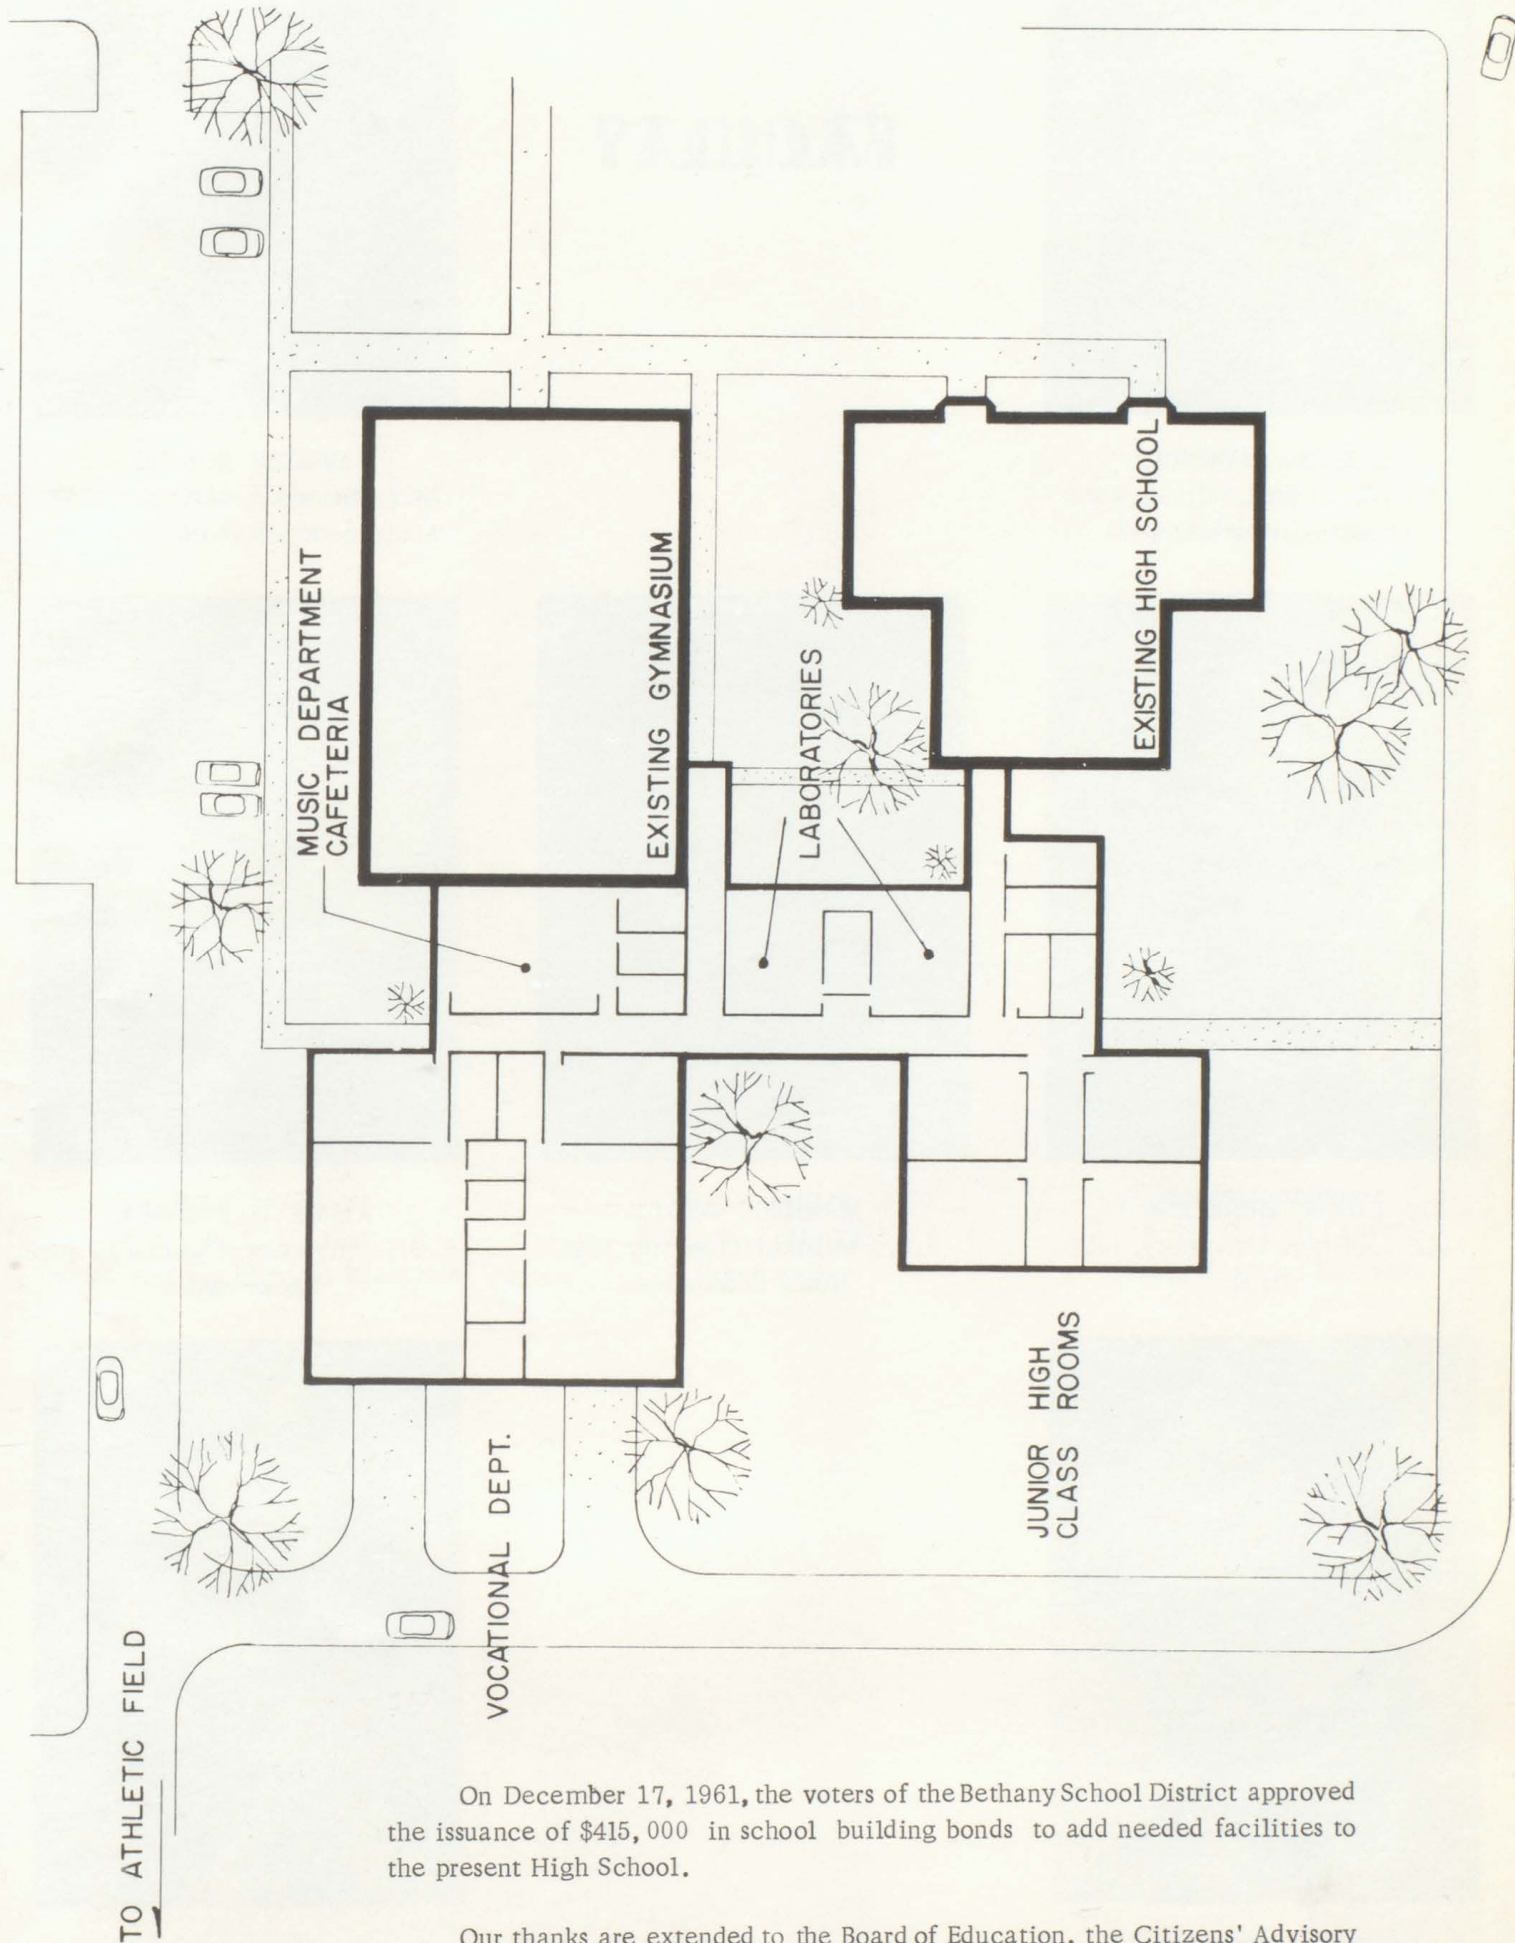 MUSIC DEPARTMENT
CAFETERIA
EXISTING GYMNASIUM
LABORATORIES
EXISTING HIGH SCHOOL
VOCATIONAL DEPT.
JUNIOR HIGH
CLASS ROOMS
TO ATHLETIC FIELD
On December 17, 1961, the voters of the Bethany School District approved
the issuance of $415,000 in school building bonds to add needed facilities to
the present High School.
Our thanks are extended to the Board of Education, the Citizens' Advisory